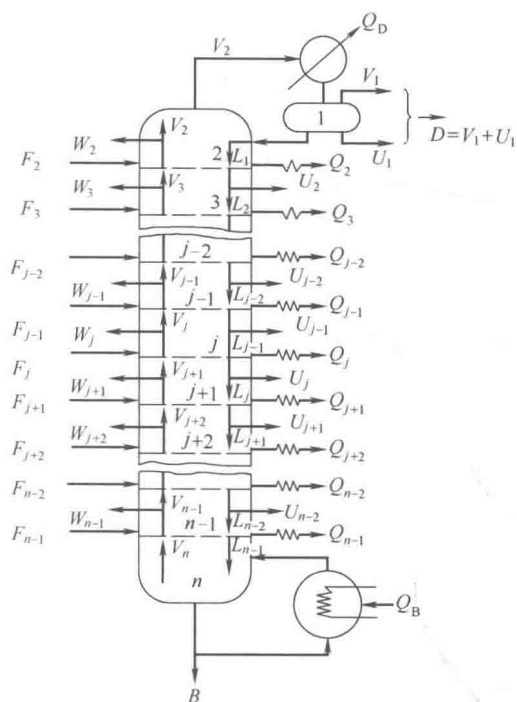 Q_D
V_2
V_1
1
D=V_1+U_1
U_1
W_2 V_2
F_2 2 L_1 Q_2
W_3 V_3 U_2
F_3 3 L_2 Q_3
F_{j-2} j-2 Q_{j-2}
V_{j-1} U_{j-2}
W_{j-1} j-1 L_{j-2} Q_{j-1}
F_{j-1} W_j V_j U_{j-1}
F_j j L_{j-1} Q_j
W_{j+1} V_{j+1} L_j U_j
F_{j+1} j+1 Q_{j+1}
W_{j+2} V_{j+2} L_{j+1} U_{j+1}
F_{j+2} j+2 Q_{j+2}
F_{n-2} Q_{n-2}
W_{n-1} V_{n-1} L_{n-2} U_{n-2}
F_{n-1} n-1 Q_{n-1}
V_n L_{n-1}
n
Q_B
B